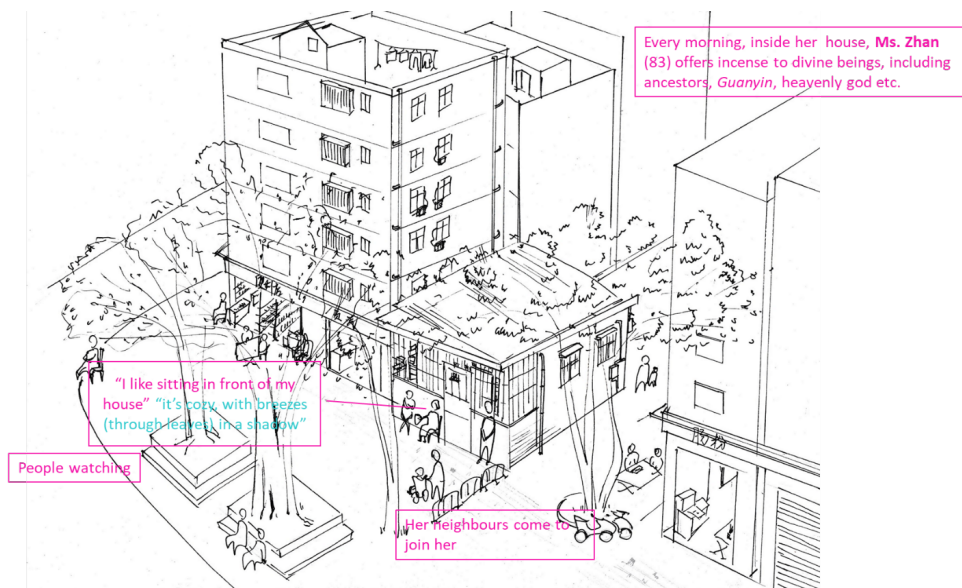 Every morning, inside her house, Ms. Zhan
(83) offers incense to divine beings, including
ancestors, Guanyin, heavenly god etc.
“I like sitting in front of my
house” “it’s cozy, with breezes
(through leaves) in a shadow”
People watching
Her neighbours come to
join her